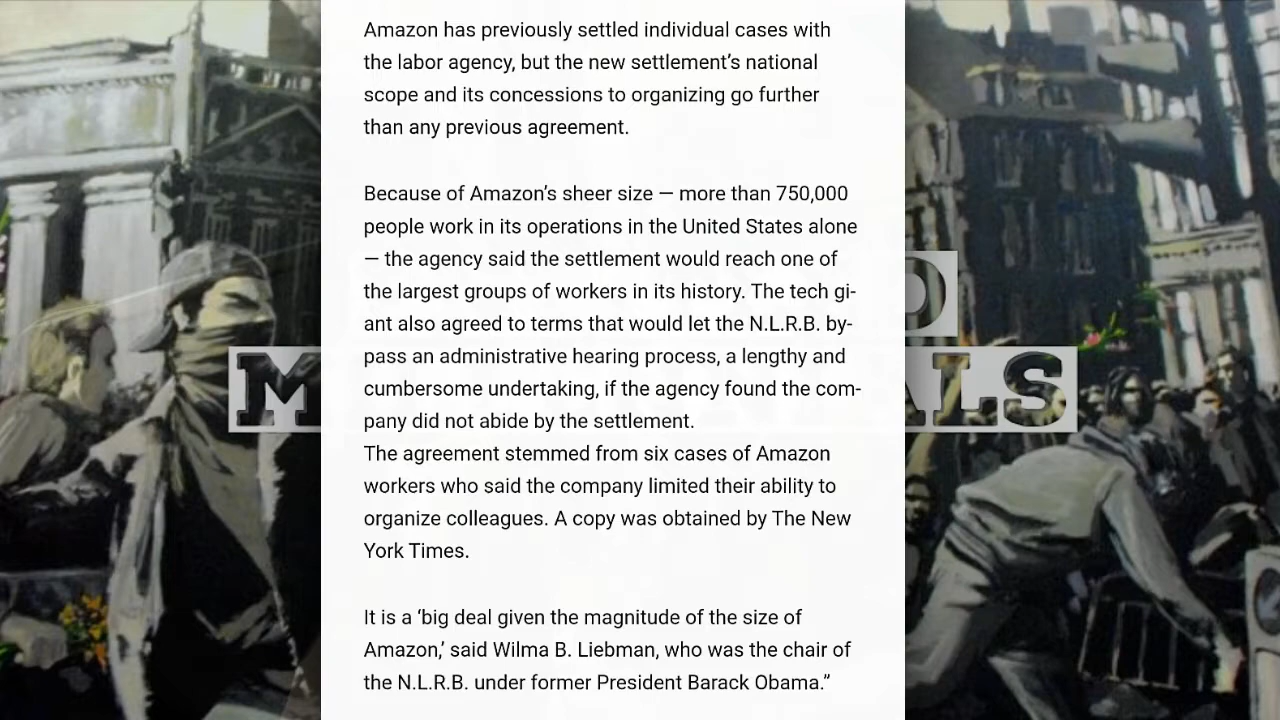 Amazon has previously settled individual cases with
the labor agency, but the new settlement’s national
scope and its concessions to organizing go further
than any previous agreement.
Because of Amazon’s sheer size — more than 750,000
people work in its operations in the United States alone
— the agency said the settlement would reach one of
the largest groups of workers in its history. The tech gi-
ant also agreed to terms that would let the N.L.R.B. by-
pass an administrative hearing process, a lengthy and
cumbersome undertaking, if the agency found the com-
pany did not abide by the settlement.
The agreement stemmed from six cases of Amazon
workers who said the company limited their ability to
organize colleagues. A copy was obtained by The New
York Times.
It is a ‘big deal given the magnitude of the size of
Amazon,’ said Wilma B. Liebman, who was the chair of
the N.L.R.B. under former President Barack Obama.”